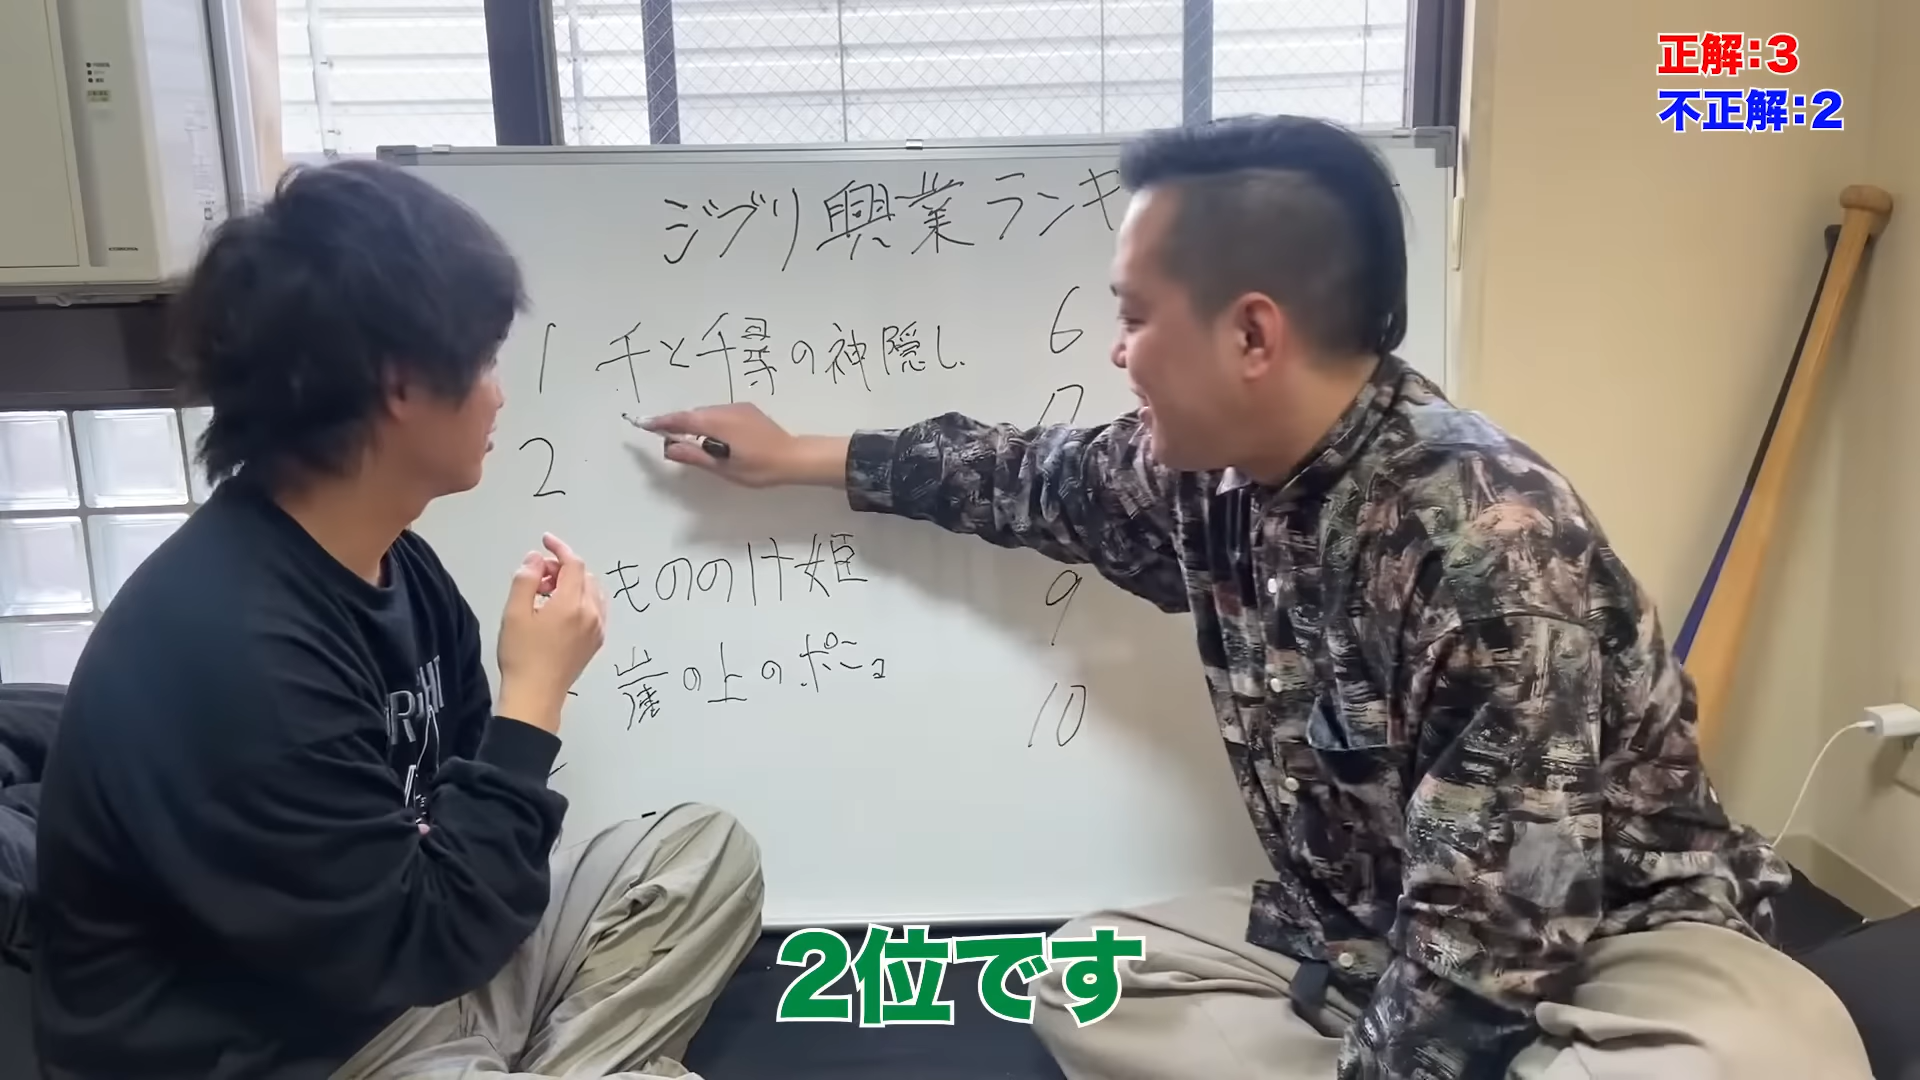 正解:3
不正解:2
ジブリ興業ランキ
1 千と千尋の神隠し
2
もののけ姫
崖の上のポニョ
6
7
9
10
2位です